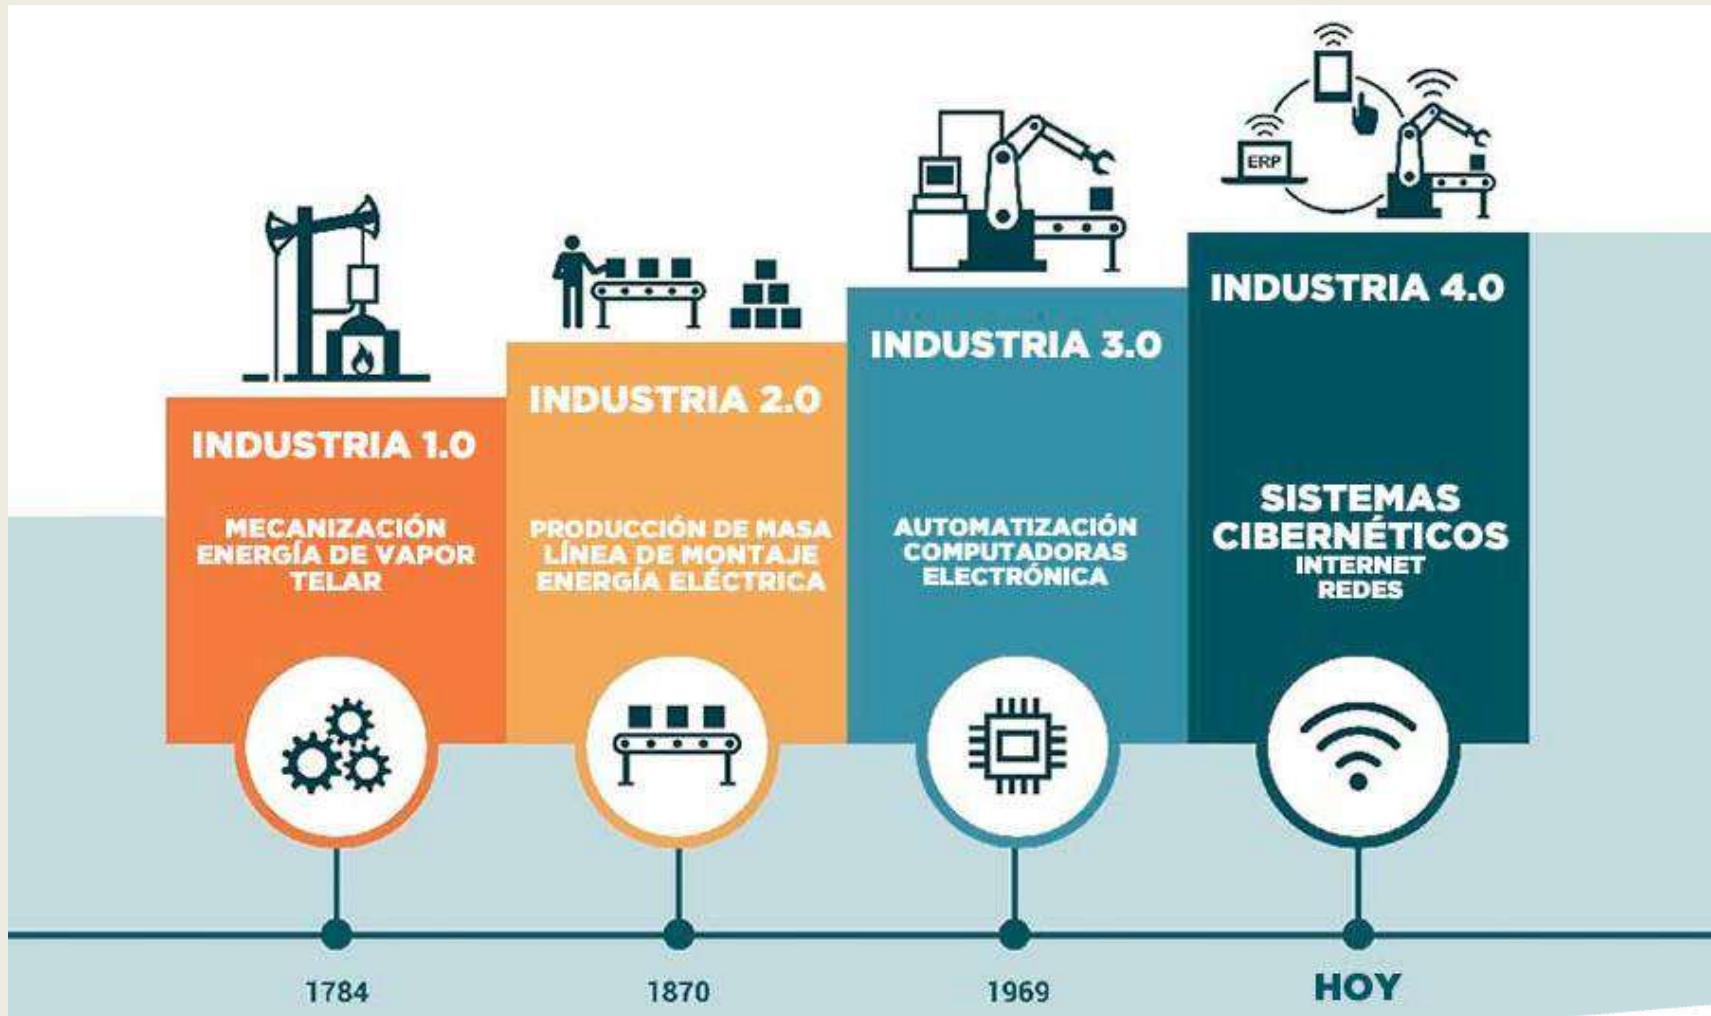 ERP
INDUSTRIA 1.0
MECANIZACIÓN
ENERGÍA DE VAPOR
TELAR
INDUSTRIA 2.0
PRODUCCIÓN DE MASA
LÍNEA DE MONTAJE
ENERGÍA ELÉCTRICA
INDUSTRIA 3.0
AUTOMATIZACIÓN
COMPUTADORAS
ELECTRÓNICA
INDUSTRIA 4.0
SISTEMAS
CIBERNÉTICOS
INTERNET
REDES
1784
1870
1969
HOY